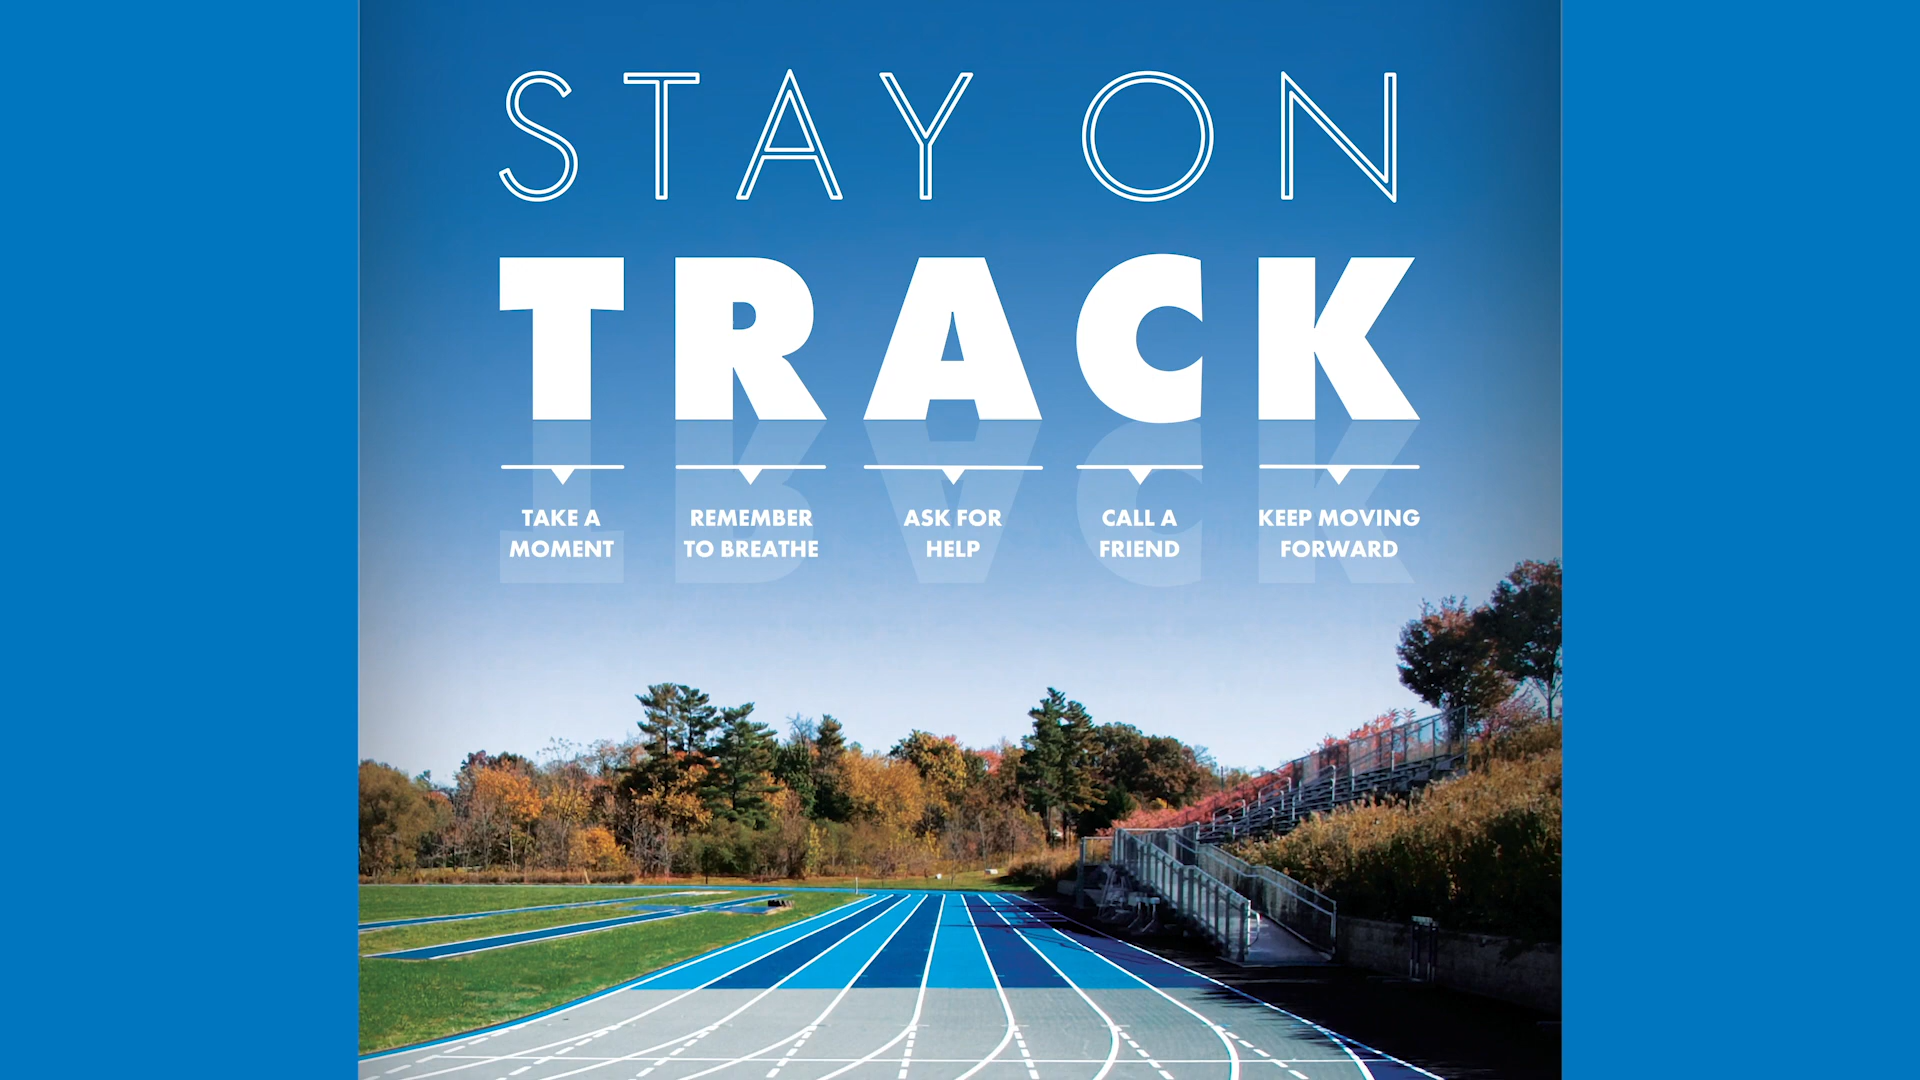 STAY ON
TRACK
TAKE A
MOMENT
REMEMBER
TO BREATHE
ASK FOR
HELP
CALL A
FRIEND
KEEP MOVING
FORWARD